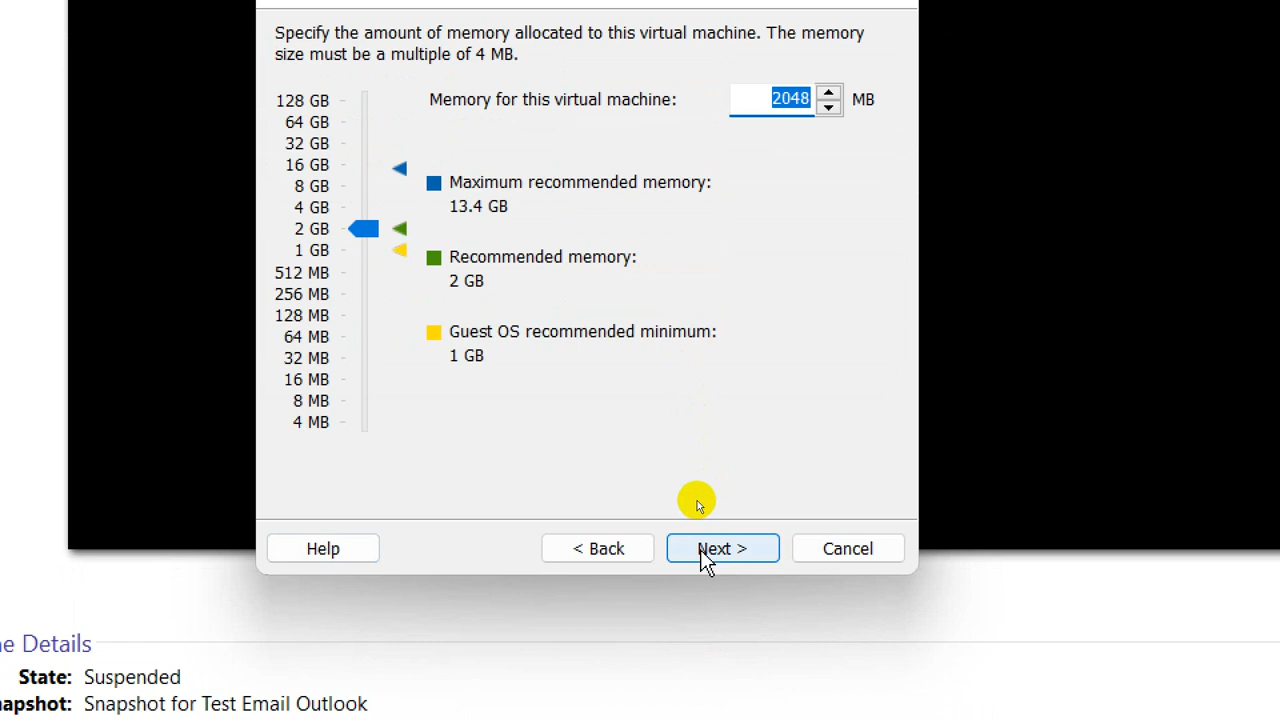 Specify the amount of memory allocated to this virtual machine. The memory
size must be a multiple of 4 MB.
Memory for this virtual machine: 2048 MB
128 GB
64 GB
32 GB
16 GB
8 GB
4 GB
2 GB
1 GB
512 MB
256 MB
128 MB
64 MB
32 MB
16 MB
8 MB
4 MB
Maximum recommended memory:
13.4 GB
Recommended memory:
2 GB
Guest OS recommended minimum:
1 GB
Help
< Back
Next >
Cancel
ne Details
State: Suspended
napshot: Snapshot for Test Email Outlook